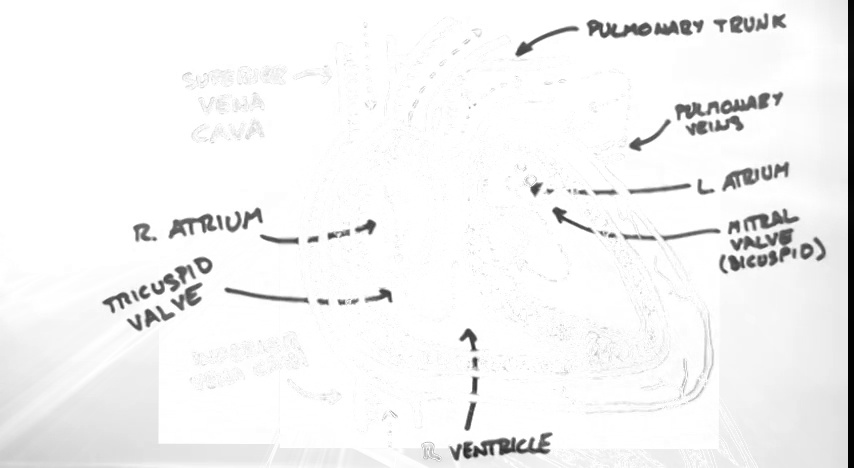 PULMONARY TRUNK
SUPERIOR
VENA
CAVA
PULMONARY
VEINS
L. ATRIUM
R. ATRIUM
MITRAL
VALVE
(BICUSPID)
TRICUSPID
VALVE
INFERIOR
VENA CAVA
R. VENTRICLE